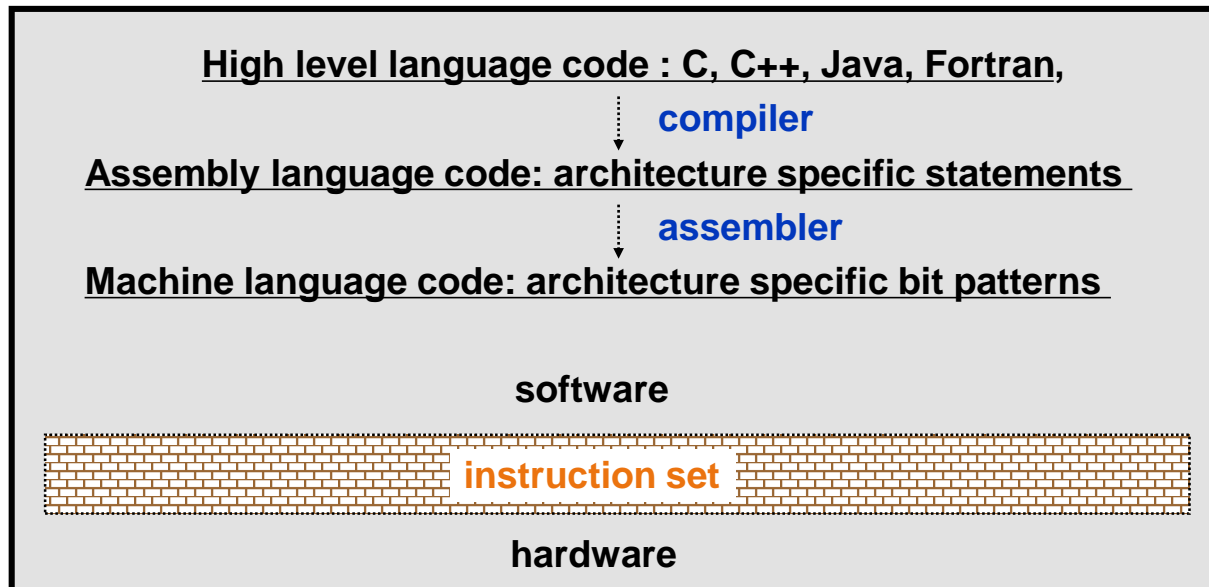 High level language code : C, C++, Java, Fortran,
compiler
Assembly language code: architecture specific statements
assembler
Machine language code: architecture specific bit patterns
software
instruction set
hardware